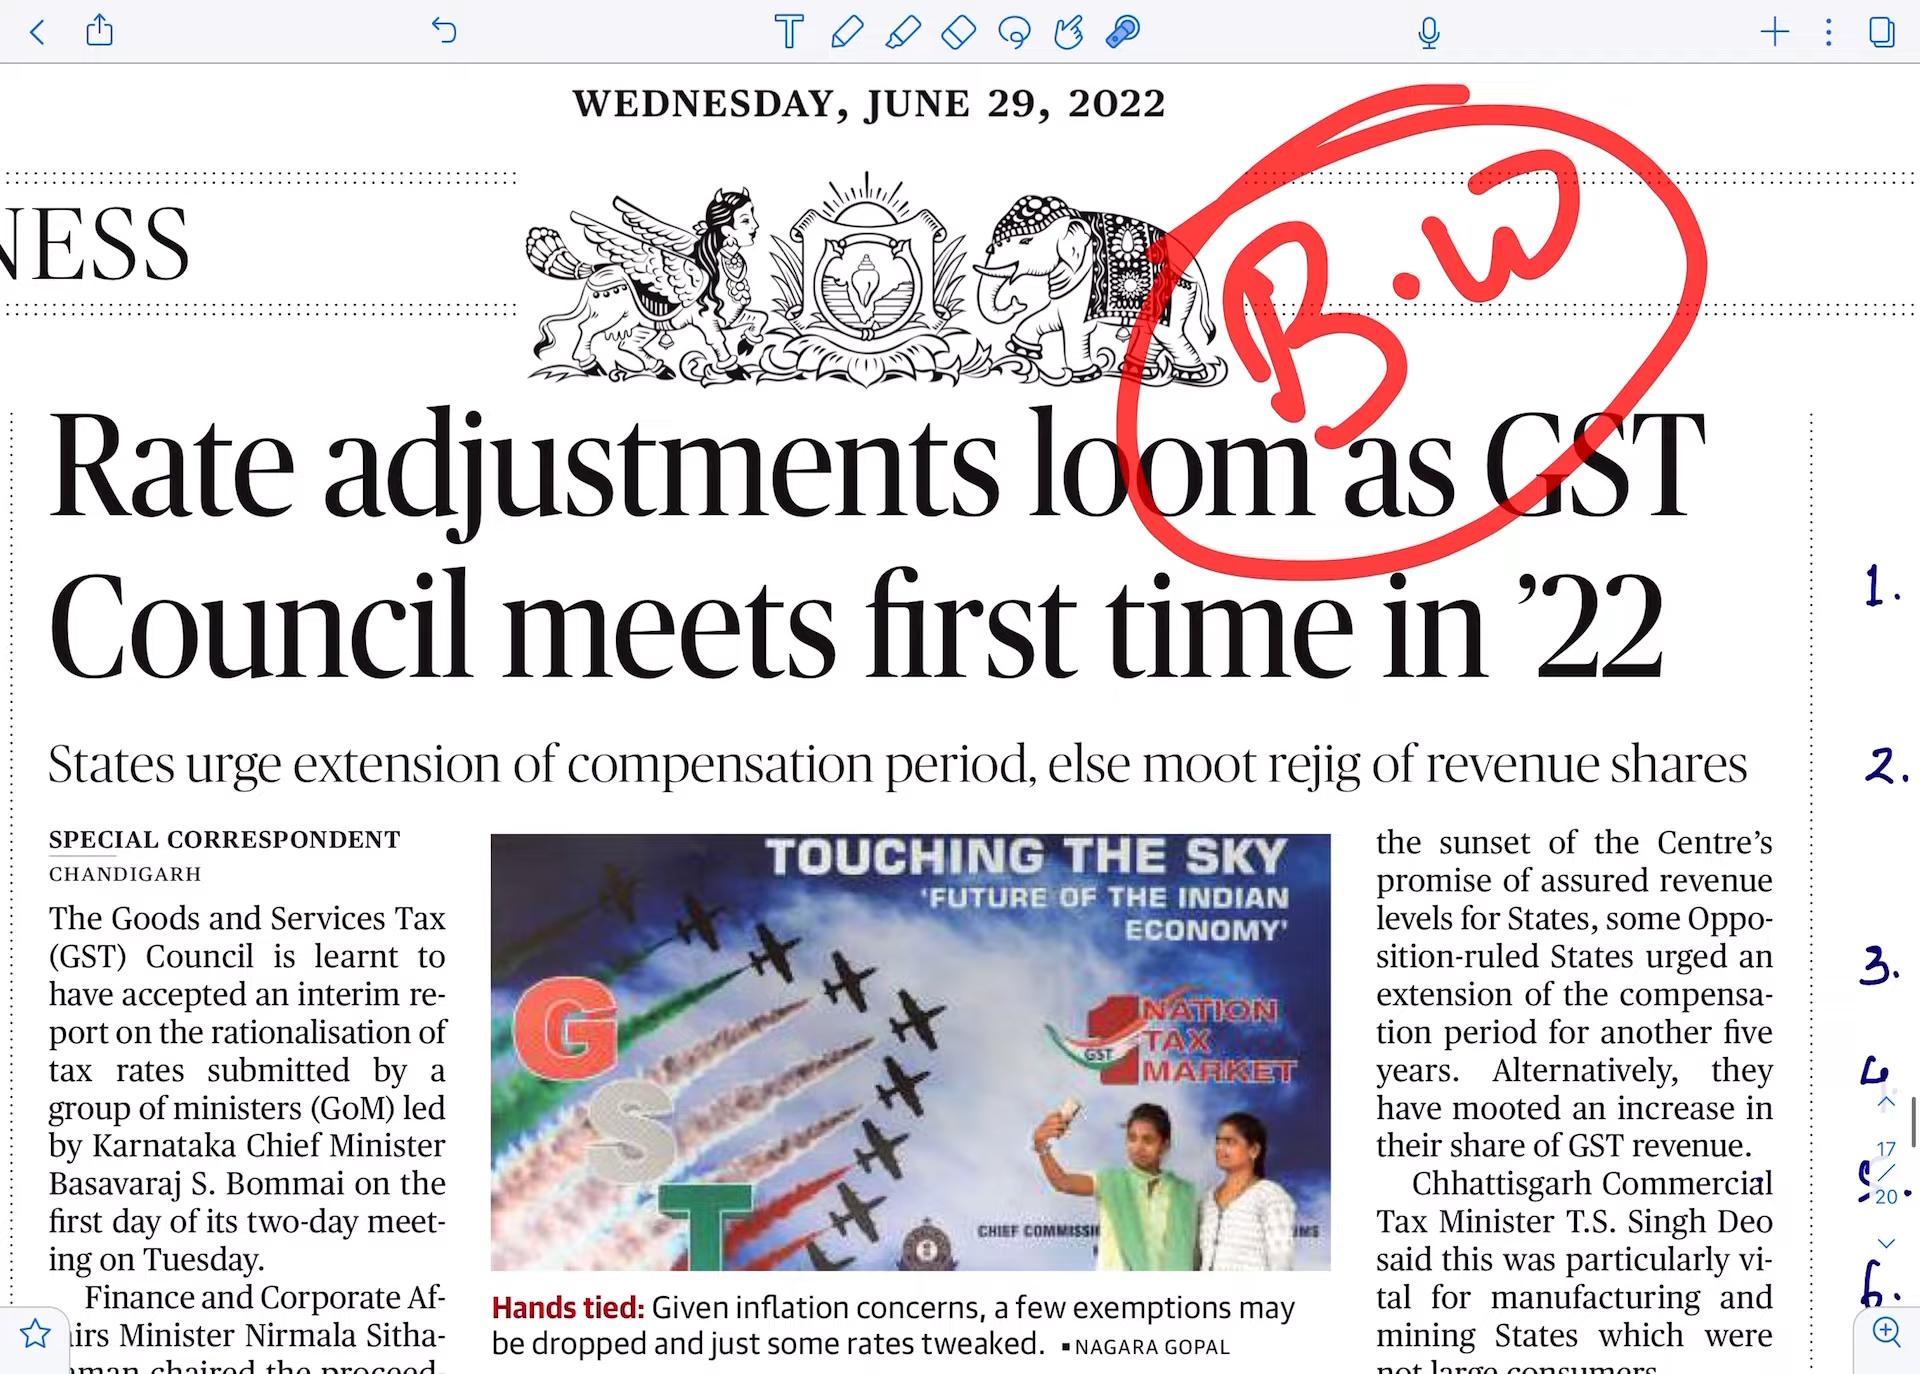 WEDNESDAY, JUNE 29, 2022
NESS
B.W
Rate adjustments loom as GST
Council meets first time in ’22
States urge extension of compensation period, else moot rejig of revenue shares
SPECIAL CORRESPONDENT
CHANDIGARH
The Goods and Services Tax
(GST) Council is learnt to
have accepted an interim re-
port on the rationalisation of
tax rates submitted by a
group of ministers (GoM) led
by Karnataka Chief Minister
Basavaraj S. Bommai on the
first day of its two-day meet-
ing on Tuesday.
Finance and Corporate Af-
airs Minister Nirmala Sitha-
man chaired the proceed-
TOUCHING THE SKY
‘FUTURE OF THE INDIAN
ECONOMY’
G
S
T
NATION
TAX
MARKET
GST
CHIEF COMMISSI
Hands tied: Given inflation concerns, a few exemptions may
be dropped and just some rates tweaked. ▪NAGARA GOPAL
the sunset of the Centre’s
promise of assured revenue
levels for States, some Oppo-
sition-ruled States urged an
extension of the compensa-
tion period for another five
years. Alternatively, they
have mooted an increase in
their share of GST revenue.
Chhattisgarh Commercial
Tax Minister T.S. Singh Deo
said this was particularly vi-
tal for manufacturing and
mining States which were
not large consumers
1.
2.
3.
4
5.
6.
17
/
20